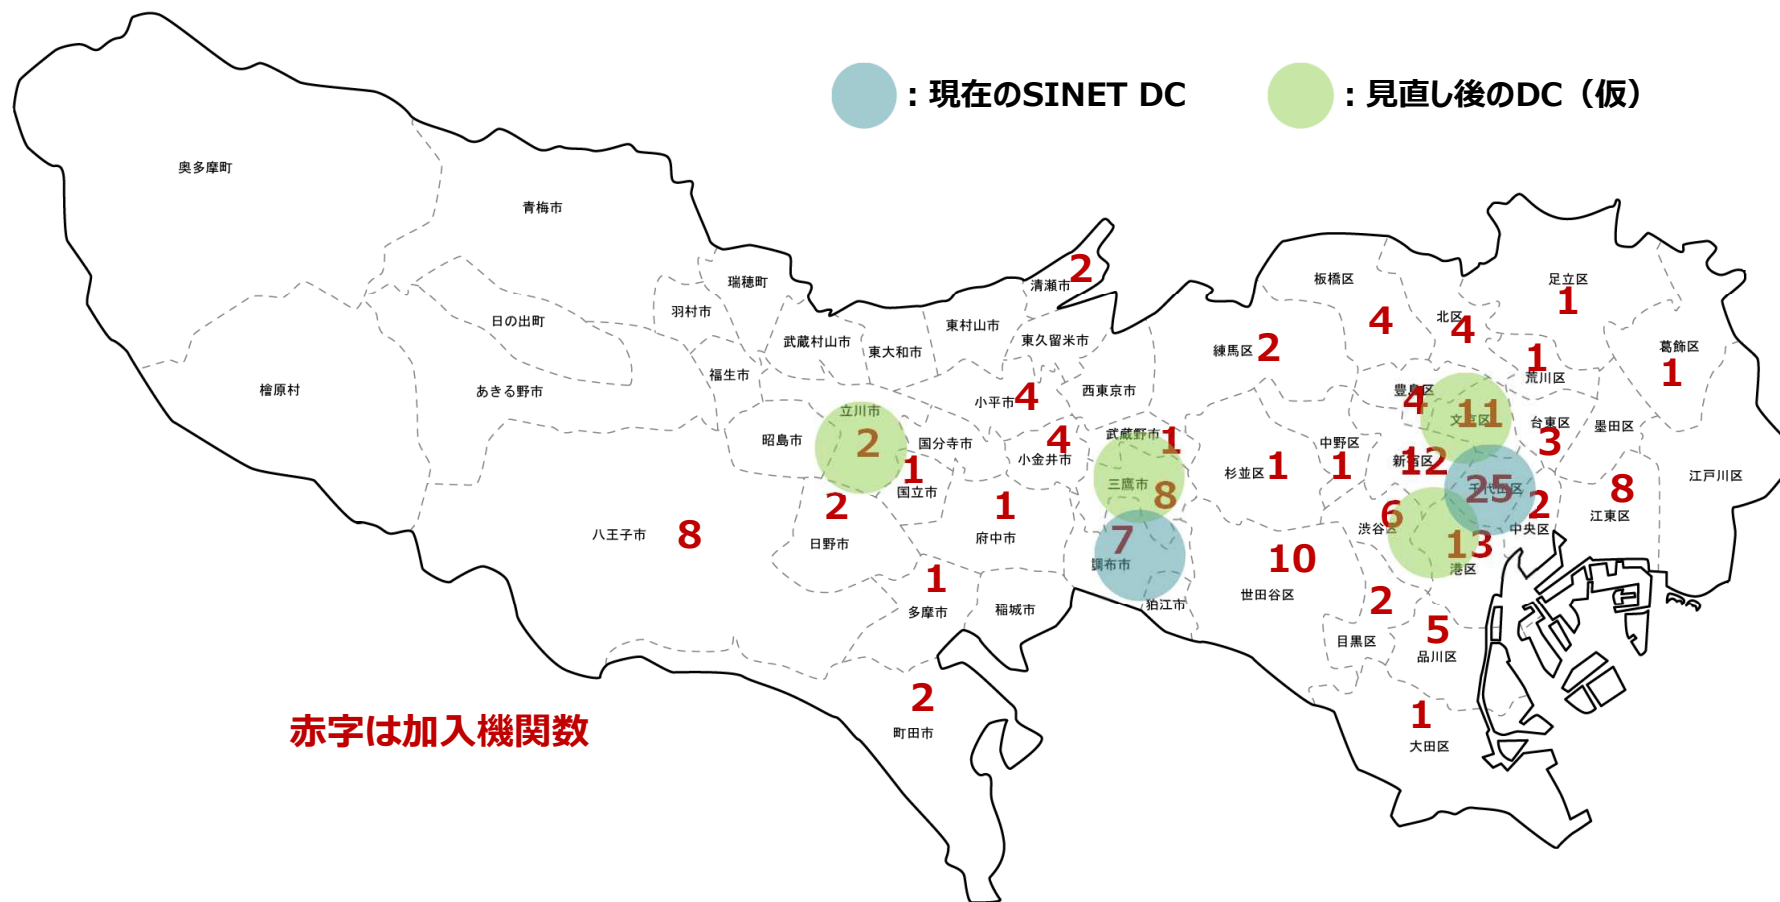 ：現在のSINET DC
：見直し後のDC（仮）
奥多摩町
青梅市
瑞穂町
羽村市
日の出町
檜原村
あきる野市
福生市
武蔵村山市
東大和市
東村山市
清瀬市
2
東久留米市
西東京市
小平市
4
立川市
2
昭島市
国分寺市
国立市
1
小金井市
4
武蔵野市
1
三鷹市
8
八王子市
8
日野市
2
府中市
1
調布市
7
狛江市
多摩市
1
稲城市
町田市
2
板橋区
4
練馬区
2
北区
4
足立区
1
荒川区
1
葛飾区
1
豊島区
4
文京区
11
台東区
3
墨田区
江戸川区
杉並区
1
中野区
1
新宿区
12
千代田区
25
中央区
2
江東区
8
渋谷区
6
港区
13
世田谷区
10
目黒区
2
品川区
5
大田区
1
赤字は加入機関数